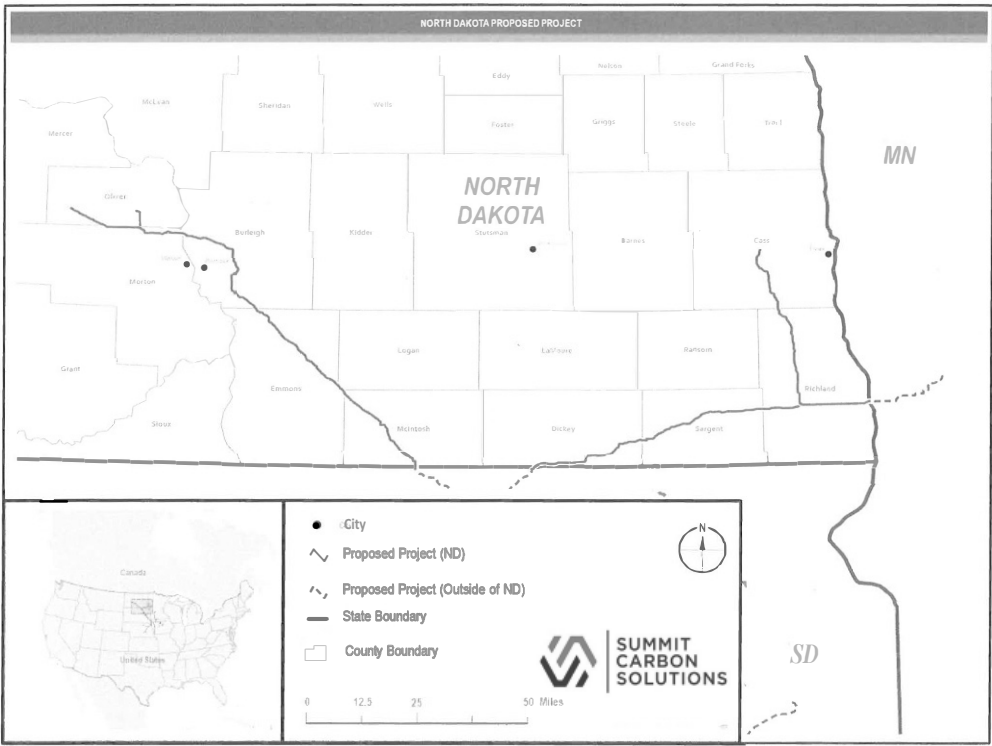 NORTH DAKOTA PROPOSED PROJECT
Nelson
Grand Forks
Eddy
McLean
Sheridan
Wells
Foster
Griggs
Steele
Mercer
MN
NORTH
DAKOTA
Oliver
Burleigh
Kidder
Stutsman
Barnes
Cass
Morton
Logan
LaMoure
Ransom
Grant
Emmons
Richland
Sioux
McIntosh
Dickey
Sargent
City
Proposed Project (ND)
Proposed Project (Outside of ND)
State Boundary
County Boundary
N
Canada
United States
SUMMIT
CARBON
SOLUTIONS
SD
0 12.5 25 50 Miles